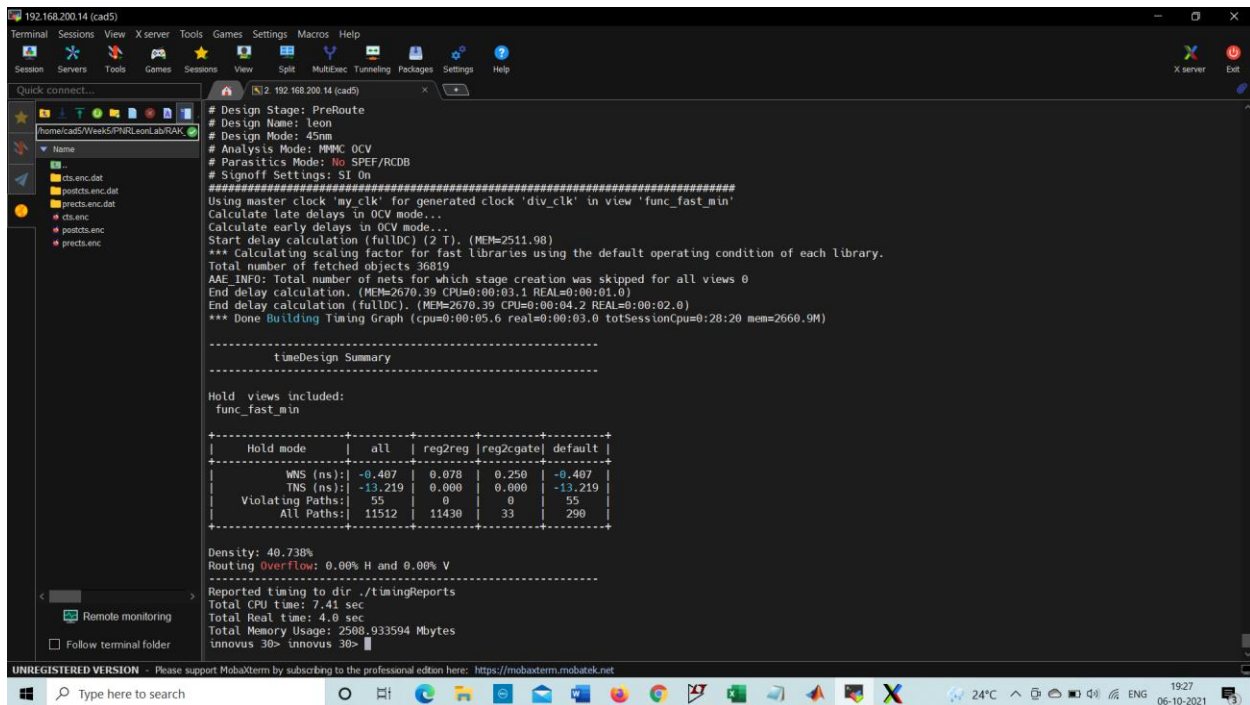 192.168.200.14 (cad5)
Terminal Sessions View X server Tools Games Settings Macros Help
Session Servers Tools Games Sessions View Split MultiExec Tunneling Packages Settings Help X server Exit
Quick connect...
2. 192.168.200.14 (cad5)
/home/cad5/Week5/PNRLeonLab/RAK_
Name
..
cts.enc.dat
postcts.enc.dat
prects.enc.dat
cts.enc
postcts.enc
prects.enc
# Design Stage: PreRoute
# Design Name: leon
# Design Mode: 45nm
# Analysis Mode: MMMC OCV
# Parasitics Mode: No SPEF/RCDB
# Signoff Settings: SI On
################################################################################
Using master clock 'my_clk' for generated clock 'div_clk' in view 'func_fast_min'
Calculate late delays in OCV mode...
Calculate early delays in OCV mode...
Start delay calculation (fullDC) (2 T). (MEM=2511.98)
*** Calculating scaling factor for fast libraries using the default operating condition of each library.
Total number of fetched objects 36819
AAE_INFO: Total number of nets for which stage creation was skipped for all views 0
End delay calculation. (MEM=2670.39 CPU=0:00:03.1 REAL=0:00:01.0)
End delay calculation (fullDC). (MEM=2670.39 CPU=0:00:04.2 REAL=0:00:02.0)
*** Done Building Timing Graph (cpu=0:00:05.6 real=0:00:03.0 totSessionCpu=0:28:20 mem=2660.9M)
------------------------------------------------------------
timeDesign Summary
------------------------------------------------------------
Hold views included:
func_fast_min
+--------------------+---------+---------+---------+---------+
| Hold mode | all | reg2reg |reg2cgate| default |
+--------------------+---------+---------+---------+---------+
| WNS (ns):| -0.407 | 0.078 | 0.250 | -0.407 |
| TNS (ns):| -13.219 | 0.000 | 0.000 | -13.219 |
| Violating Paths:| 55 | 0 | 0 | 55 |
| All Paths:| 11512 | 11430 | 33 | 290 |
+--------------------+---------+---------+---------+---------+
Density: 40.738%
Routing Overflow: 0.00% H and 0.00% V
------------------------------------------------------------
Reported timing to dir ./timingReports
Total CPU time: 7.41 sec
Total Real time: 4.0 sec
Total Memory Usage: 2508.933594 Mbytes
innovus 30> innovus 30>
Remote monitoring
Follow terminal folder
UNREGISTERED VERSION - Please support MobaXterm by subscribing to the professional edition here: https://mobaxterm.mobatek.net
Type here to search
24°C ENG 19:27
06-10-2021